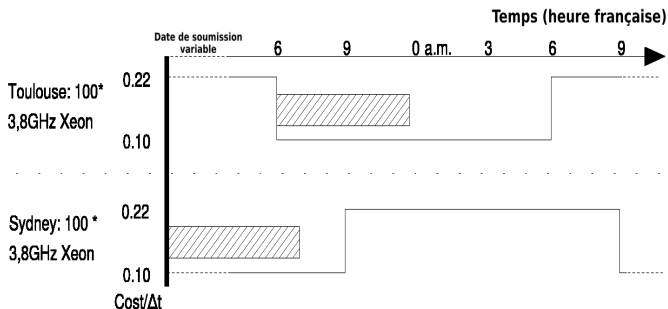 Temps (heure française)
Date de soumission
variable
6 9 0 a.m. 3 6 9
Toulouse: 100*
3,8GHz Xeon
0.22
0.10
Sydney: 100 *
3,8GHz Xeon
0.22
0.10
Cost/Δt